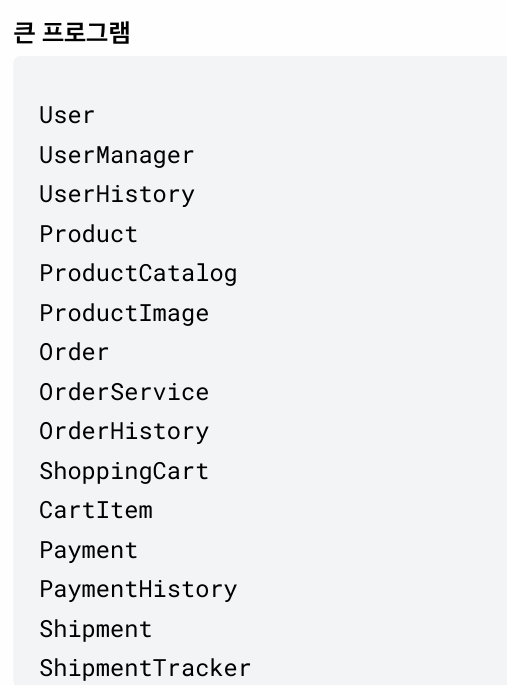 큰 프로그램
User
UserManager
UserHistory
Product
ProductCatalog
ProductImage
Order
OrderService
OrderHistory
ShoppingCart
CartItem
Payment
PaymentHistory
Shipment
ShipmentTracker